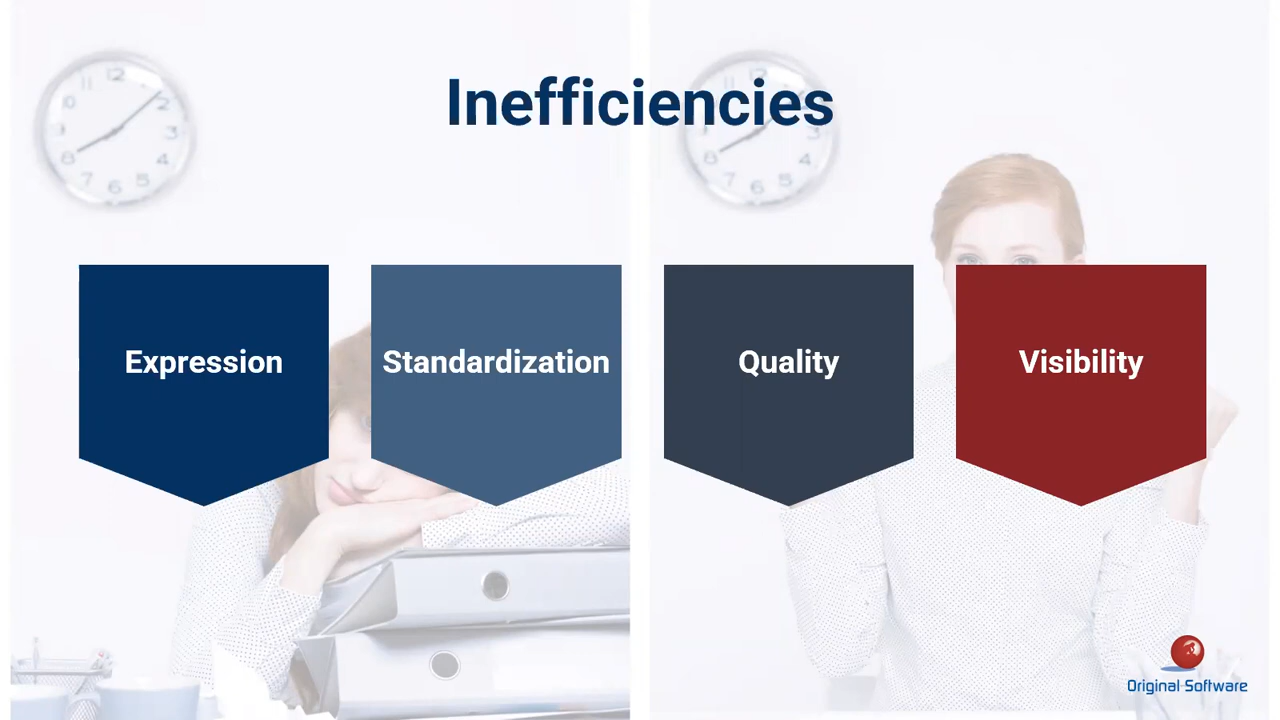 Inefficiencies
Expression
Standardization
Quality
Visibility
Original Software